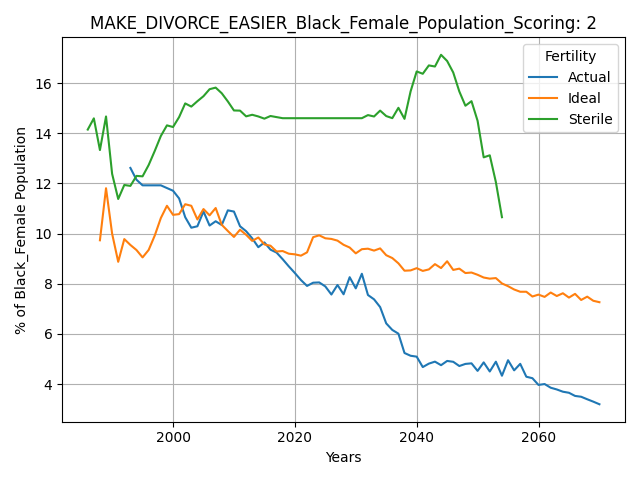 MAKE_DIVORCE_EASIER_Black_Female_Population_Scoring: 2
% of Black_Female Population
16
14
12
10
8
6
4
Fertility
Actual
Ideal
Sterile
2000 2020 2040 2060
Years